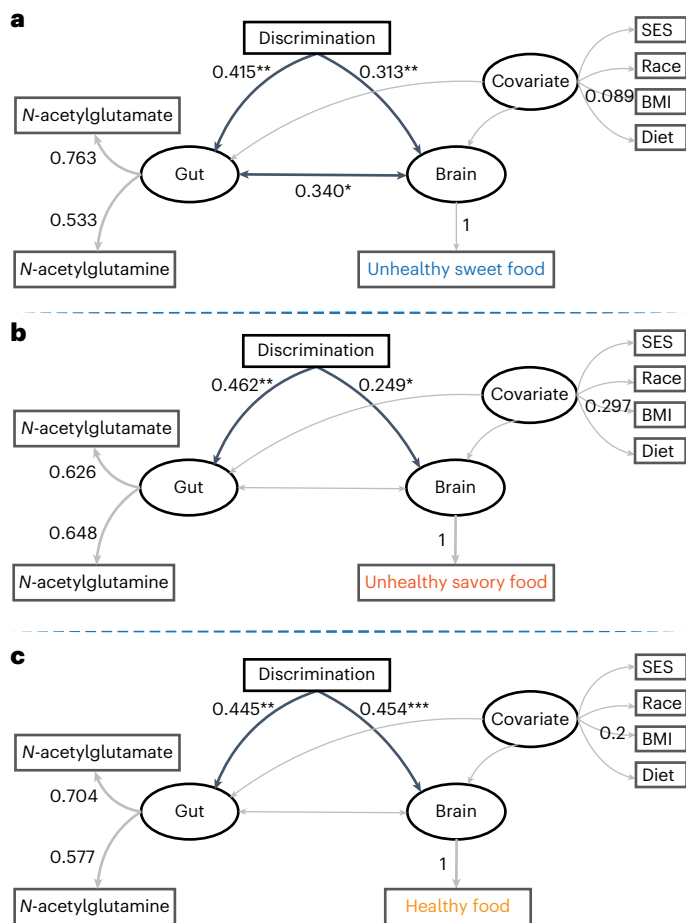 a
Discrimination
SES
0.415**
0.313**
Covariate
Race
N-acetylglutamate
0.089
BMI
Diet
0.763
Gut
Brain
0.340*
0.533
1
N-acetylglutamine
Unhealthy sweet food
b
Discrimination
SES
0.462**
0.249*
Covariate
Race
N-acetylglutamate
0.297
BMI
Diet
0.626
Gut
Brain
0.648
1
N-acetylglutamine
Unhealthy savory food
c
Discrimination
SES
0.445**
0.454***
Covariate
Race
N-acetylglutamate
0.2
BMI
Diet
0.704
Gut
Brain
0.577
1
N-acetylglutamine
Healthy food